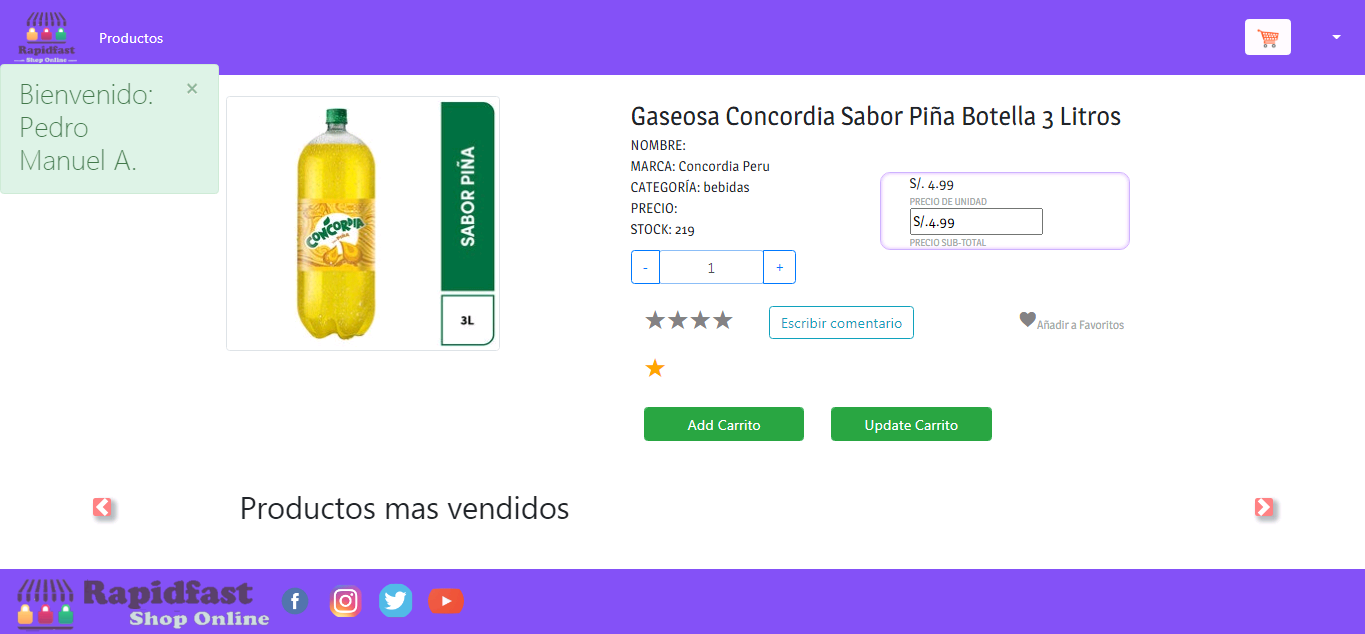 Rapidfast
Shop Online
Productos
Bienvenido:
Pedro
Manuel A.
×
SABOR PIÑA
CONCORDIA
PIÑA
3L
Gaseosa Concordia Sabor Piña Botella 3 Litros
NOMBRE:
MARCA: Concordia Peru
CATEGORÍA: bebidas
PRECIO:
STOCK: 219
S/. 4.99
PRECIO DE UNIDAD
S/.4.99
PRECIO SUB-TOTAL
- 1 +
Escribir comentario
Añadir a Favoritos
Add Carrito
Update Carrito
Productos mas vendidos
Rapidfast
Shop Online